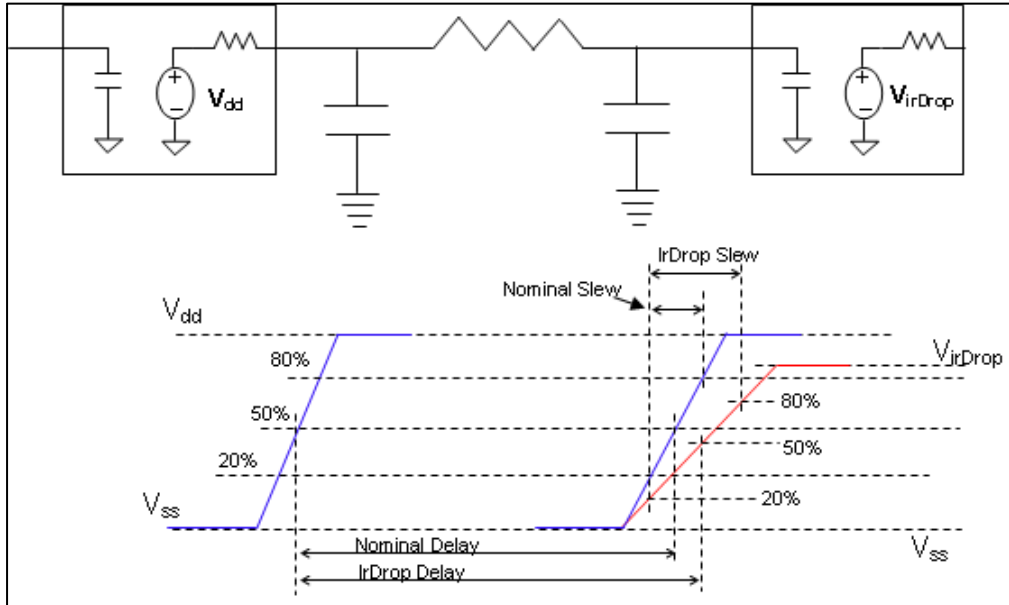 +
Vdd
−
+
VirDrop
−
IrDrop Slew
Nominal Slew
Vdd
VirDrop
80%
80%
50%
50%
20%
20%
Vss
Vss
Nominal Delay
IrDrop Delay